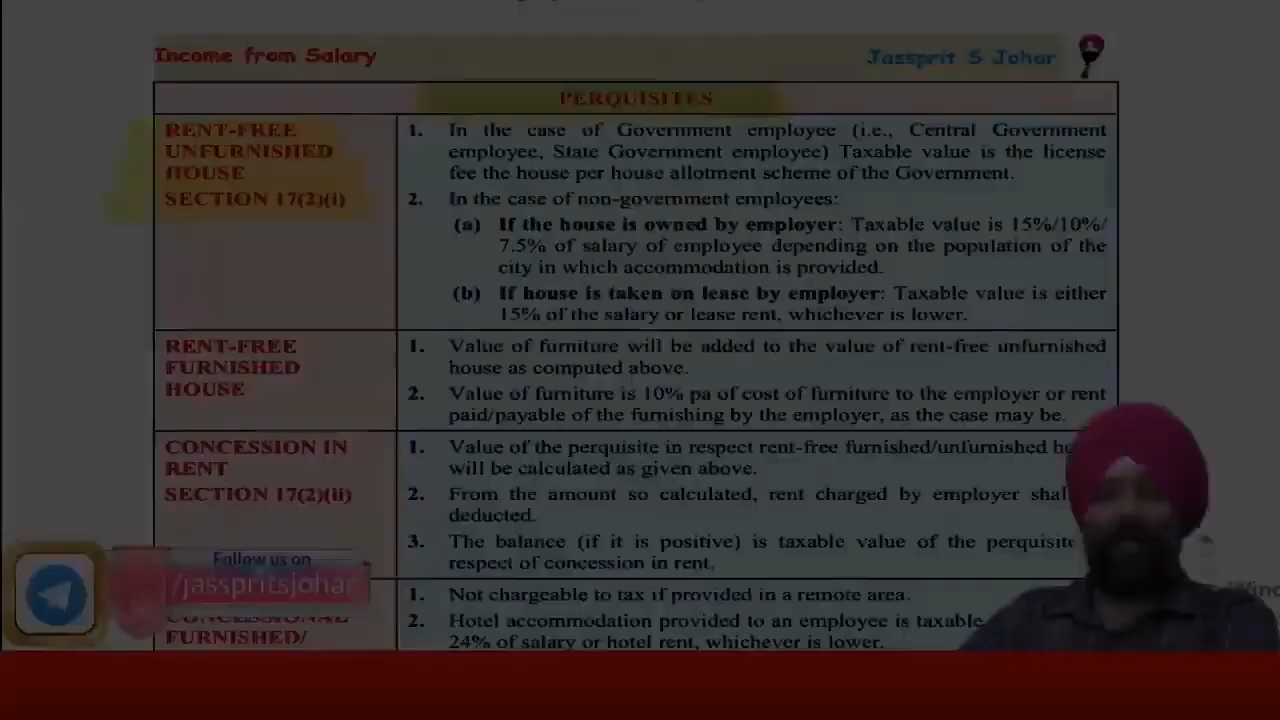 Income from Salary
Jassprit S Johar
PERQUISITES
RENT-FREE
UNFURNISHED
HOUSE
SECTION 17(2)(i)
1. In the case of Government employee (i.e., Central Government
employee, State Government employee) Taxable value is the license
fee the house per house allotment scheme of the Government.
2. In the case of non-government employees:
(a) If the house is owned by employer: Taxable value is 15%/10%/
7.5% of salary of employee depending on the population of the
city in which accommodation is provided.
(b) If house is taken on lease by employer: Taxable value is either
15% of the salary or lease rent, whichever is lower.
RENT-FREE
FURNISHED
HOUSE
1. Value of furniture will be added to the value of rent-free unfurnished
house as computed above.
2. Value of furniture is 10% pa of cost of furniture to the employer or rent
paid/payable of the furnishing by the employer, as the case may be.
CONCESSION IN
RENT
SECTION 17(2)(ii)
1. Value of the perquisite in respect rent-free furnished/unfurnished
will be calculated as given above.
2. From the amount so calculated, rent charged by employer
deducted.
3. The balance (if it is positive) is taxable value of the perquisite
respect of concession in rent.
Follow us on
/jasspritsjohar
CONCESSIONAL
FURNISHED/
1. Not chargeable to tax if provided in a remote area.
2. Hotel accommodation provided to an employee is taxable
24% of salary or hotel rent, whichever is lower.